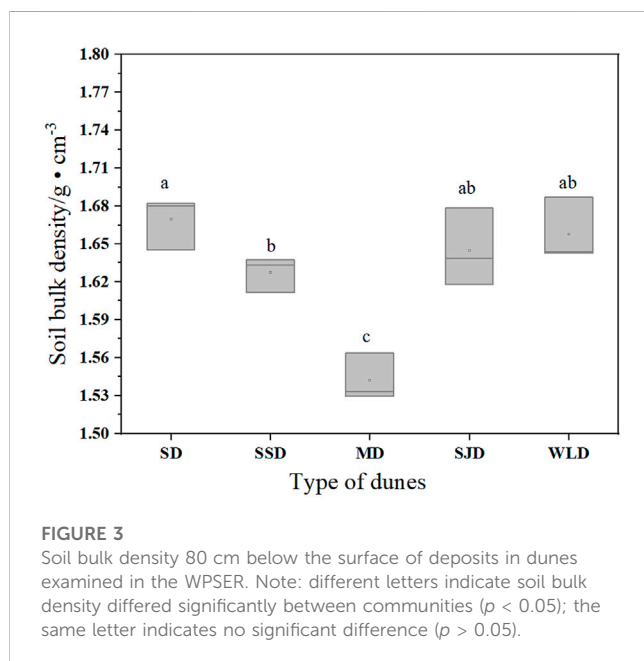 1.80
1.77
1.74
1.71
1.68
1.65
1.62
1.59
1.56
1.53
1.50
Soil bulk density/g • cm⁻³
a
b
c
ab
ab
SD SSD MD SJD WLD
Type of dunes
FIGURE 3
Soil bulk density 80 cm below the surface of deposits in dunes
examined in the WPSER. Note: different letters indicate soil bulk
density differed significantly between communities (p < 0.05); the
same letter indicates no significant difference (p > 0.05).